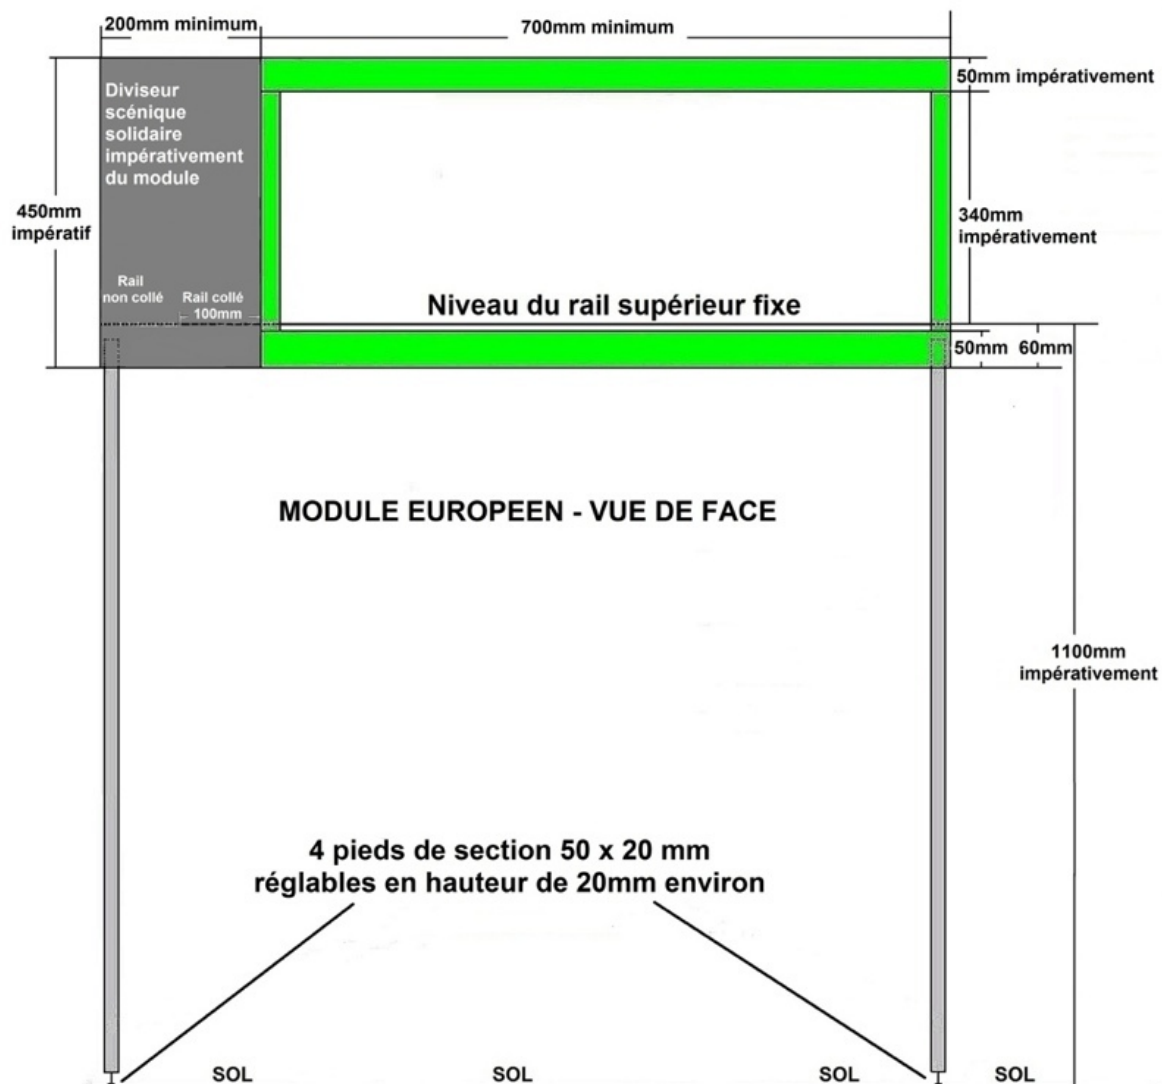 200mm minimum
700mm minimum
50mm impérativement
Diviseur
scénique
solidaire
impérativement
du module
450mm
impératif
340mm
impérativement
Rail
non collé
Rail collé
100mm
Niveau du rail supérieur fixe
50mm
60mm
MODULE EUROPEEN - VUE DE FACE
1100mm
impérativement
4 pieds de section 50 x 20 mm
réglables en hauteur de 20mm environ
SOL
SOL
SOL
SOL